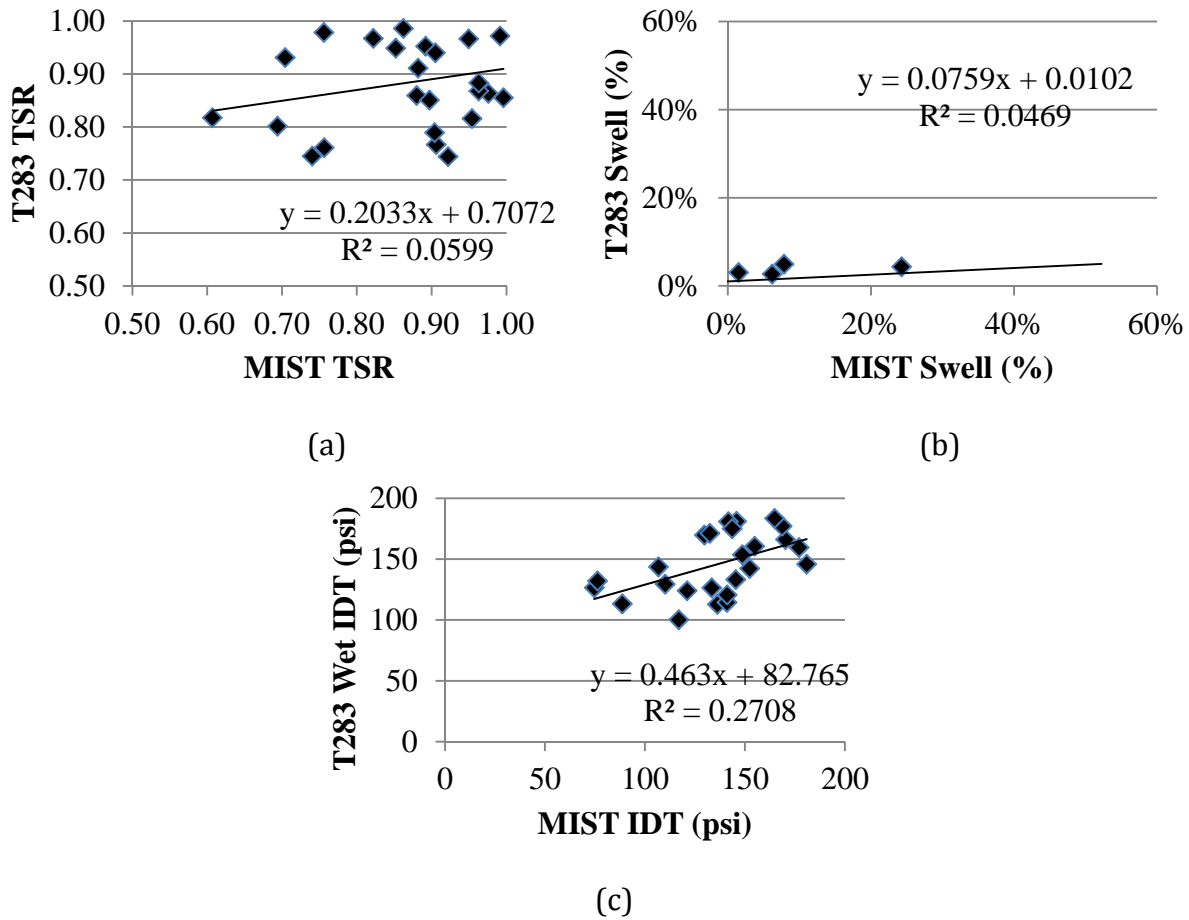 T283 TSR
1.00
0.90
0.80
0.70
0.60
0.50
y = 0.2033x + 0.7072
R² = 0.0599
0.50 0.60 0.70 0.80 0.90 1.00
MIST TSR
(a)
T283 Swell (%)
60%
40%
20%
0%
y = 0.0759x + 0.0102
R² = 0.0469
0% 20% 40% 60%
MIST Swell (%)
(b)
T283 Wet IDT (psi)
200
150
100
50
0
y = 0.463x + 82.765
R² = 0.2708
0 50 100 150 200
MIST IDT (psi)
(c)